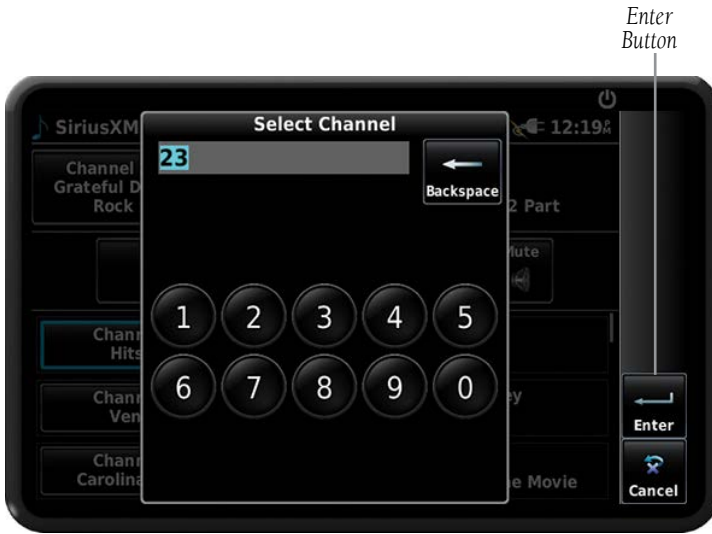 Enter
Button
SiriusXM
12:19
Select Channel
23
Backspace
Channel
Grateful D
Rock
2 Part
Mute
1 2 3 4 5
6 7 8 9 0
Chann
Hits
Chann
Ven
ey
Chann
Carolina
e Movie
Enter
Cancel